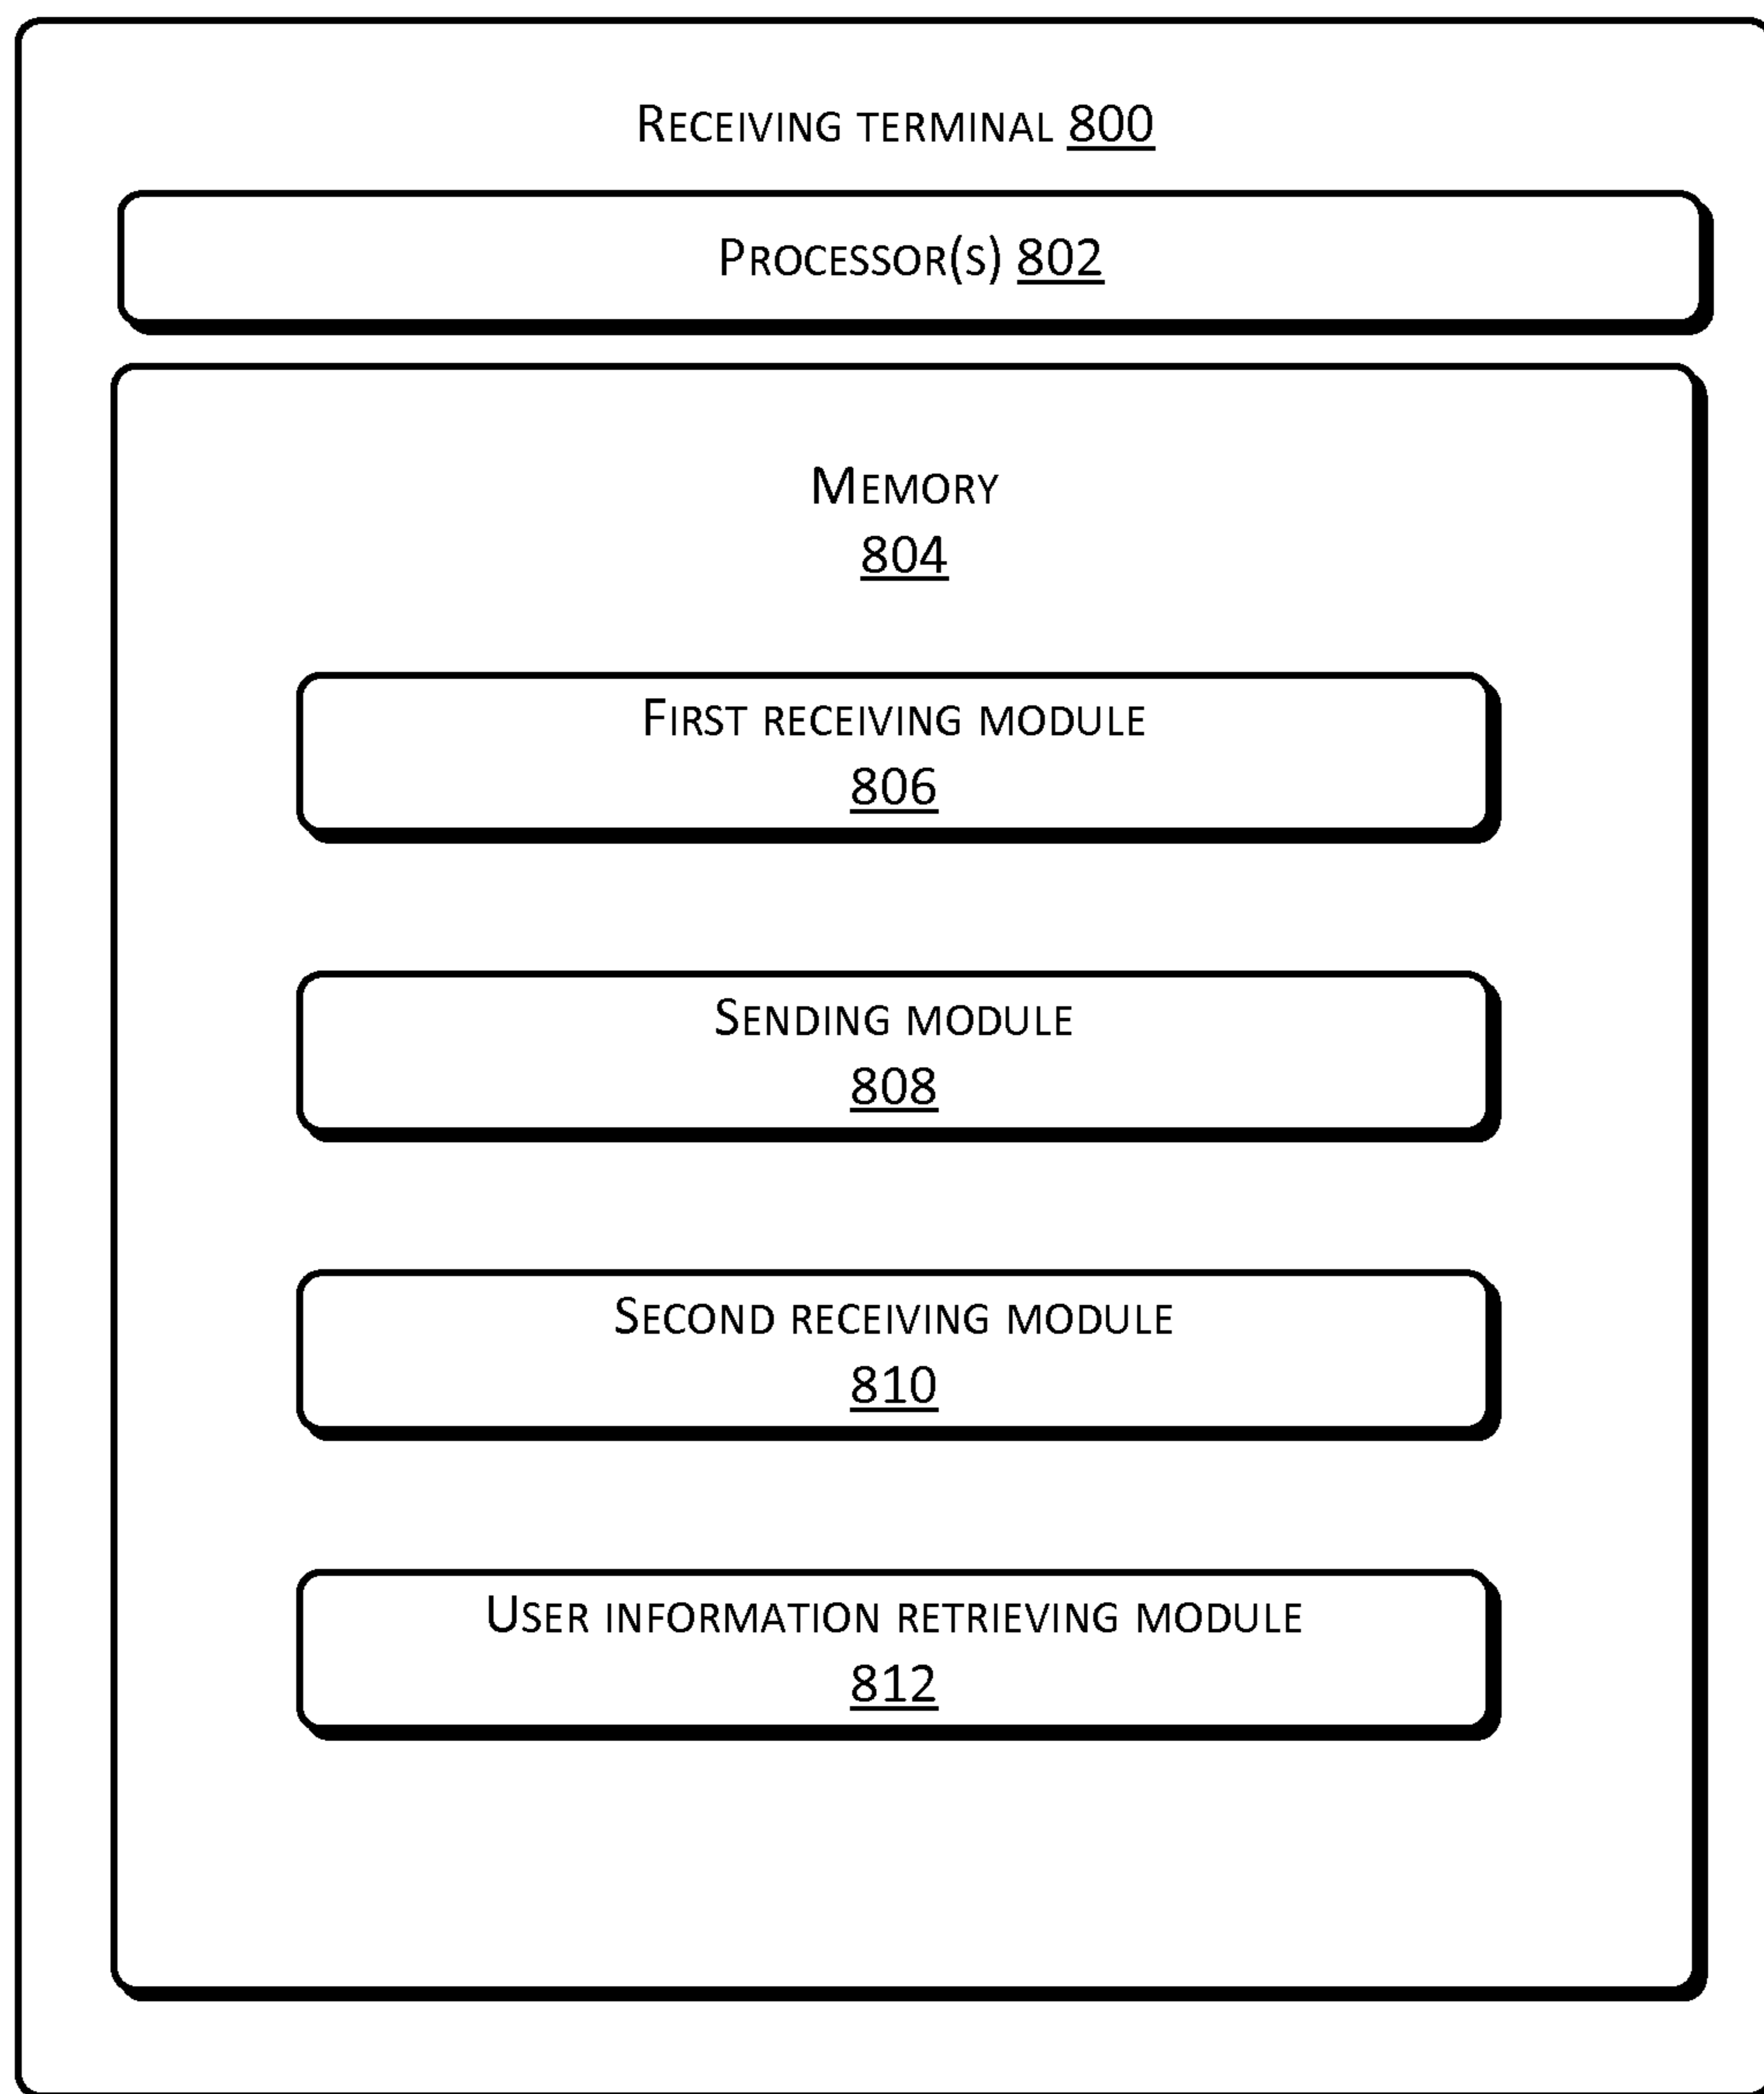 Receiving terminal 800
Processor(s) 802
Memory
804
First receiving module
806
Sending module
808
Second receiving module
810
User information retrieving module
812